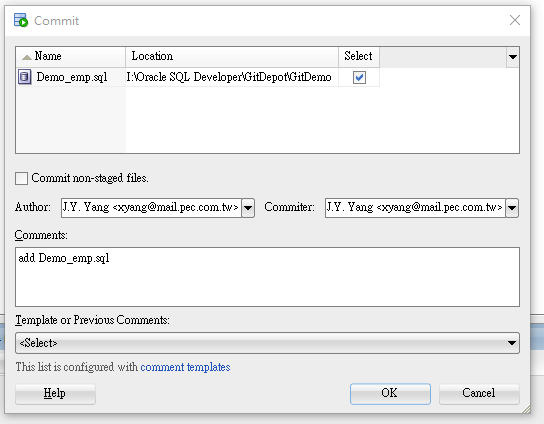 Commit
Name Location Select
Demo_emp.sql I:\Oracle SQL Developer\GitDepot\GitDemo
Commit non-staged files.
Author: J.Y. Yang <xyang@mail.pec.com.tw> Commiter: J.Y. Yang <xyang@mail.pec.com.tw>
Comments:
add Demo_emp.sql
Template or Previous Comments:
<Select>
This list is configured with comment templates
Help OK Cancel